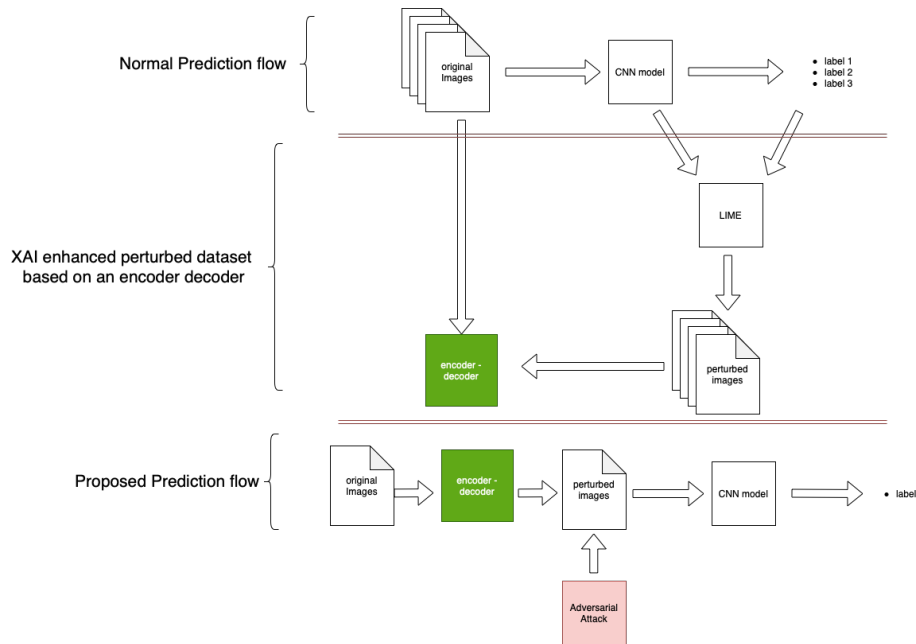 Normal Prediction flow
original
Images
CNN model
• label 1
• label 2
• label 3
LIME
XAI enhanced perturbed dataset
based on an encoder decoder
encoder -
decoder
perturbed
images
Proposed Prediction flow
original
Images
encoder -
decoder
perturbed
images
CNN model
• label
Adversarial
Attack